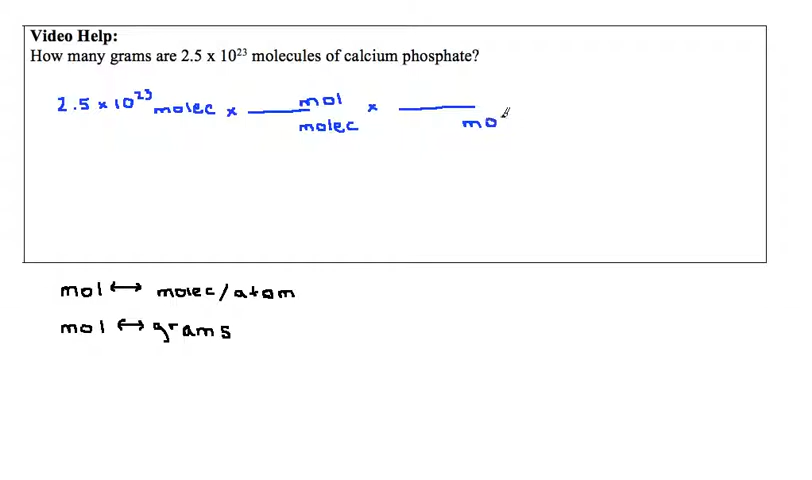 Video Help:
How many grams are 2.5 x 10²³ molecules of calcium phosphate?
2.5 × 10²³ molec × mol / molec × / mo
mol ↔ molec/atom
mol ↔ grams